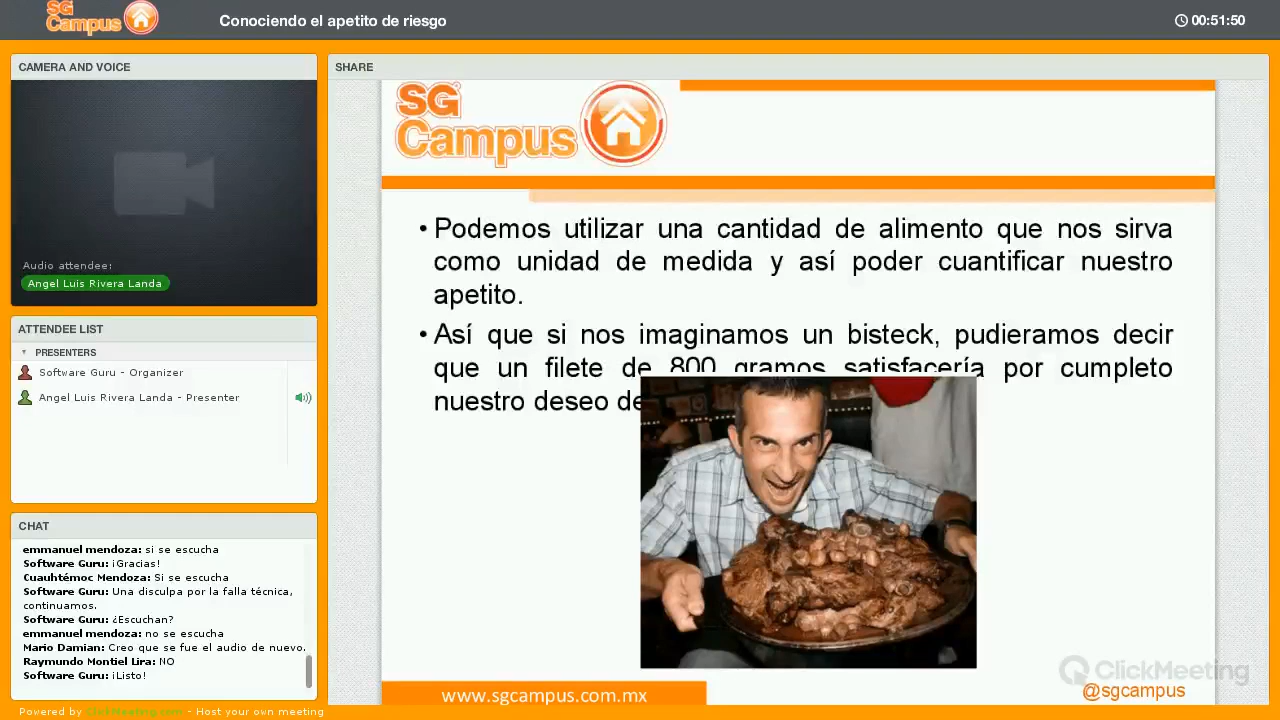 SG
Campus
Conociendo el apetito de riesgo
00:51:50
CAMERA AND VOICE
Audio attendee:
Angel Luis Rivera Landa
ATTENDEE LIST
PRESENTERS
Software Guru - Organizer
Angel Luis Rivera Landa - Presenter
CHAT
emmanuel mendoza: si se escucha
Software Guru: ¡Gracias!
Cuauhtémoc Mendoza: Si se escucha
Software Guru: Una disculpa por la falla técnica,
continuamos.
Software Guru: ¿Escuchan?
emmanuel mendoza: no se escucha
Mario Damian: Creo que se fue el audio de nuevo.
Raymundo Montiel Lira: NO
Software Guru: ¡Listo!
Powered by ClickMeeting.com - Host your own meeting
SHARE
SG
Campus
• Podemos utilizar una cantidad de alimento que nos sirva
como unidad de medida y así poder cuantificar nuestro
apetito.
• Así que si nos imaginamos un bisteck, pudieramos decir
que un filete de 800 gramos satisfacería por cumpleto
nuestro deseo de
www.sgcampus.com.mx
ClickMeeting
@sgcampus